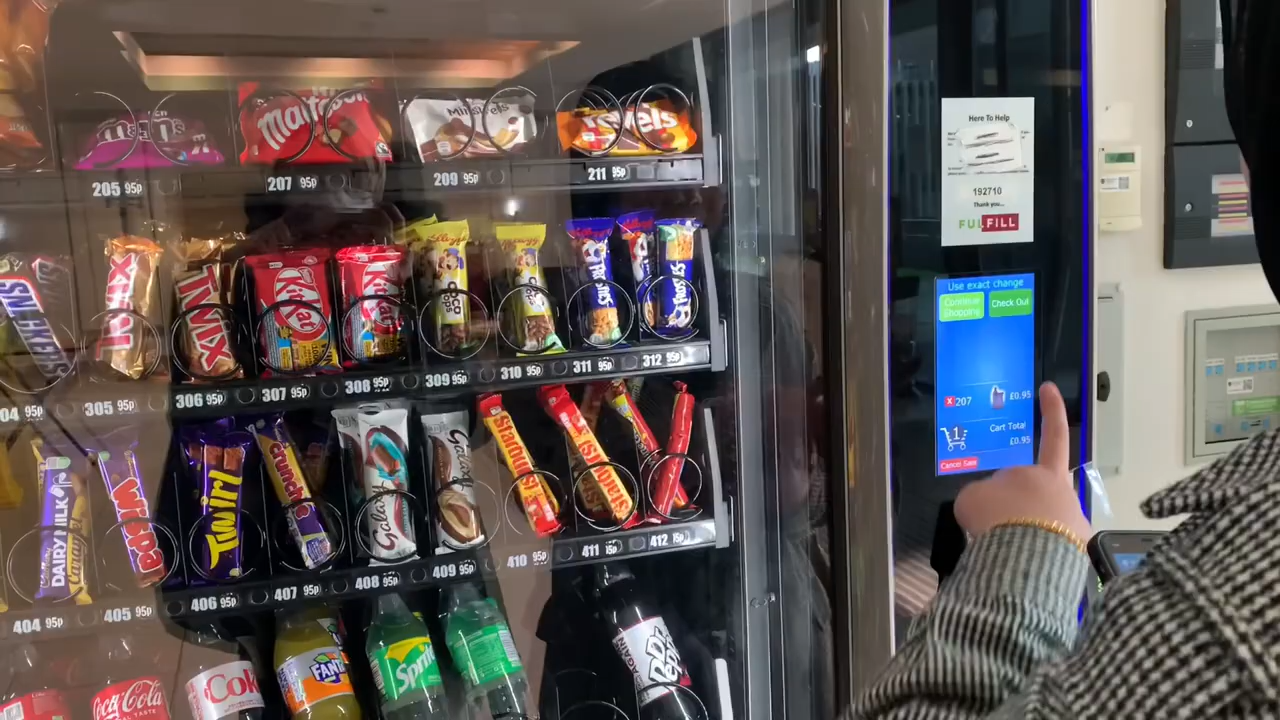 m&m's
Maltesers
Revels
205 95p
207 95p
209 95p
211 95p
SNICKERS
TWIX
TWIX
KitKat
KitKat
Coco
Pops
04 95p
305 95p
306 95p
307 95p
308 95p
309 95p
310 95p
311 95p
312 95p
DAIRY MILK
Caramel
Wispa
Twirl
Crunchie
Galaxy
Galaxy
Starburst
Starburst
404 95p
405 95p
406 95p
407 95p
408 95p
409 95p
410 95p
411 95p
412 95p
Coca-Cola
Coke
FANTA
Sprite
Dr Pepper
Here To Help
192710
Thank you...
FULFILL
Use exact change
Continue
Shopping
Check Out
X 207
£0.95
1
Cart Total
£0.95
Cancel Sale